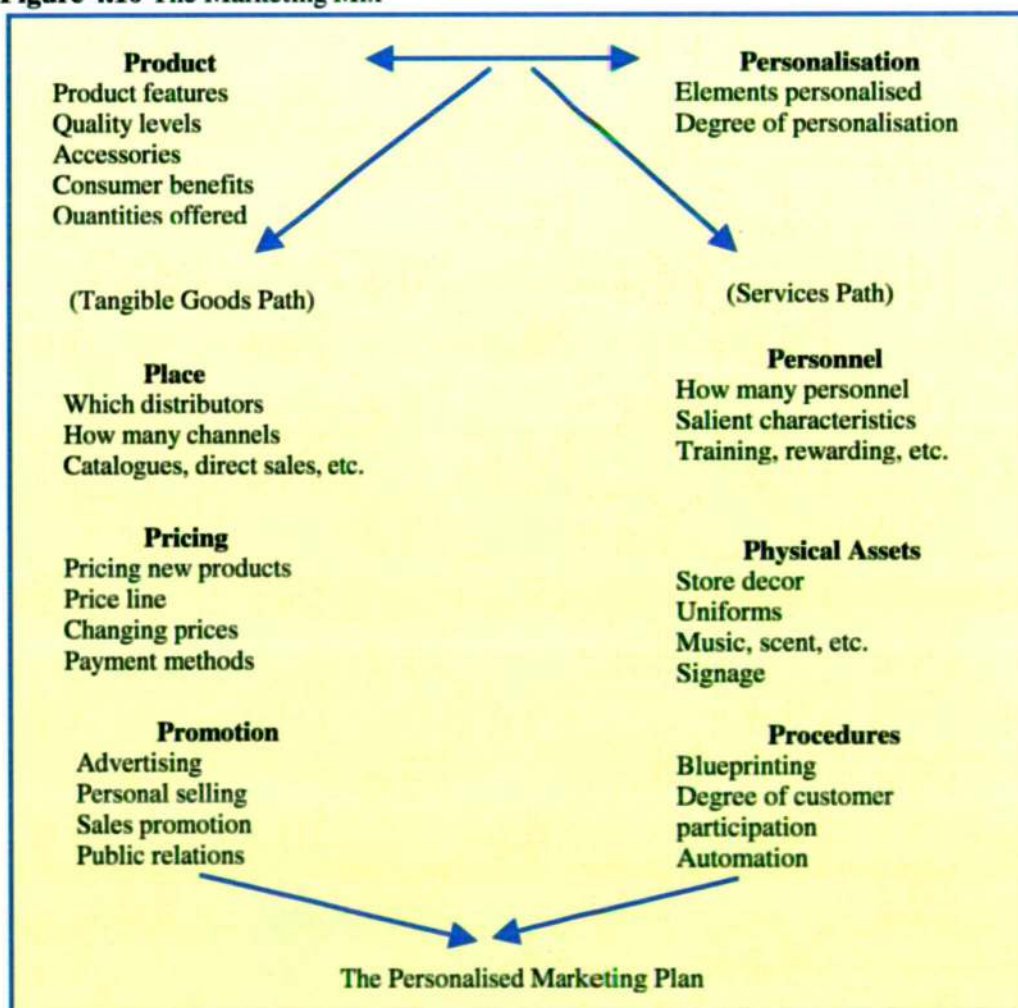 Figure The Marketing Mix
Product
Product features
Quality levels
Accessories
Consumer benefits
Quantities offered
Personalisation
Elements personalised
Degree of personalisation
(Tangible Goods Path)
Place
Which distributors
How many channels
Catalogues, direct sales, etc.
Pricing
Pricing new products
Price line
Changing prices
Payment methods
Promotion
Advertising
Personal selling
Sales promotion
Public relations
(Services Path)
Personnel
How many personnel
Salient characteristics
Training, rewarding, etc.
Physical Assets
Store decor
Uniforms
Music, scent, etc.
Signage
Procedures
Blueprinting
Degree of customer
participation
Automation
The Personalised Marketing Plan